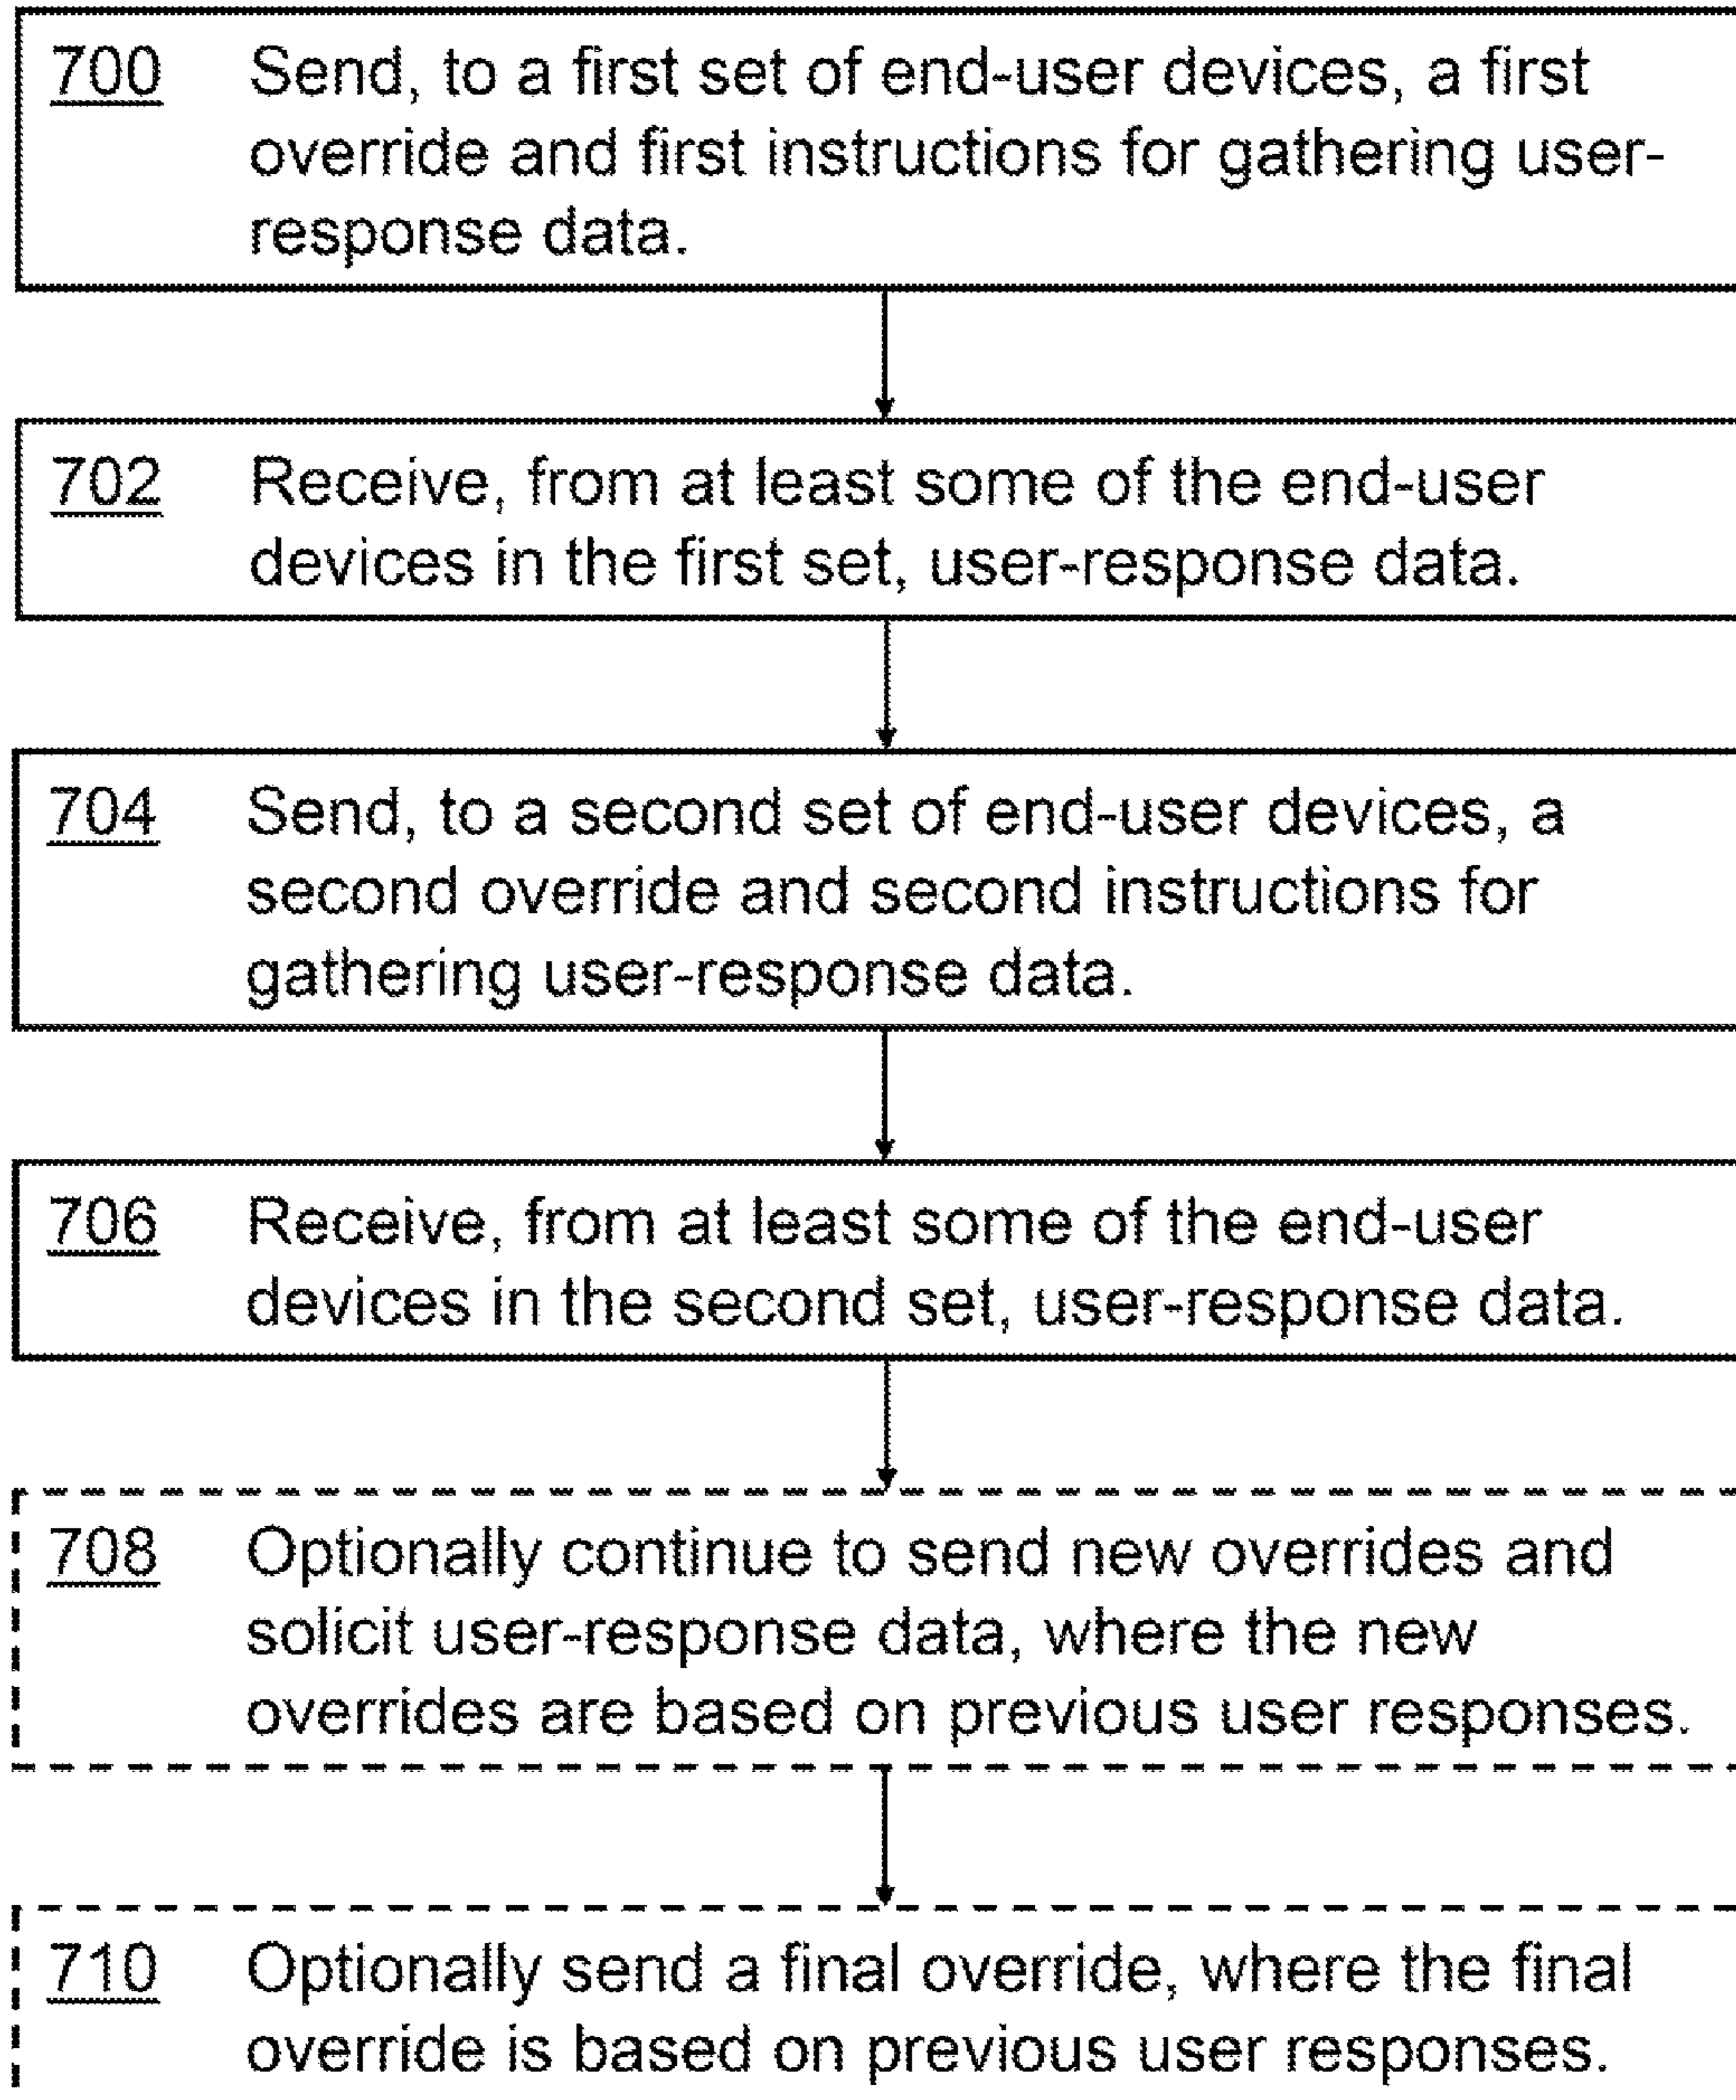 700 Send, to a first set of end-user devices, a first
override and first instructions for gathering user-
response data.
702 Receive, from at least some of the end-user
devices in the first set, user-response data.
704 Send, to a second set of end-user devices, a
second override and second instructions for
gathering user-response data.
706 Receive, from at least some of the end-user
devices in the second set, user-response data.
708 Optionally continue to send new overrides and
solicit user-response data, where the new
overrides are based on previous user responses.
710 Optionally send a final override, where the final
override is based on previous user responses.